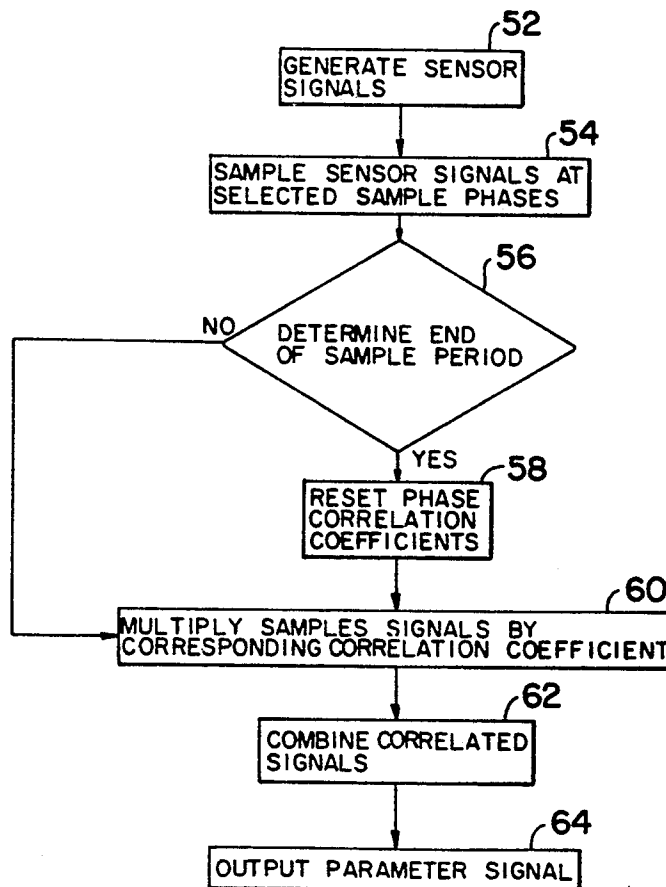 52
GENERATE SENSOR
SIGNALS
54
SAMPLE SENSOR SIGNALS AT
SELECTED SAMPLE PHASES
56
NO
DETERMINE END
OF SAMPLE PERIOD
YES
58
RESET PHASE
CORRELATION
COEFFICIENTS
60
MULTIPLY SAMPLES SIGNALS BY
CORRESPONDING CORRELATION COEFFICIENT
62
COMBINE CORRELATED
SIGNALS
64
OUTPUT PARAMETER SIGNAL